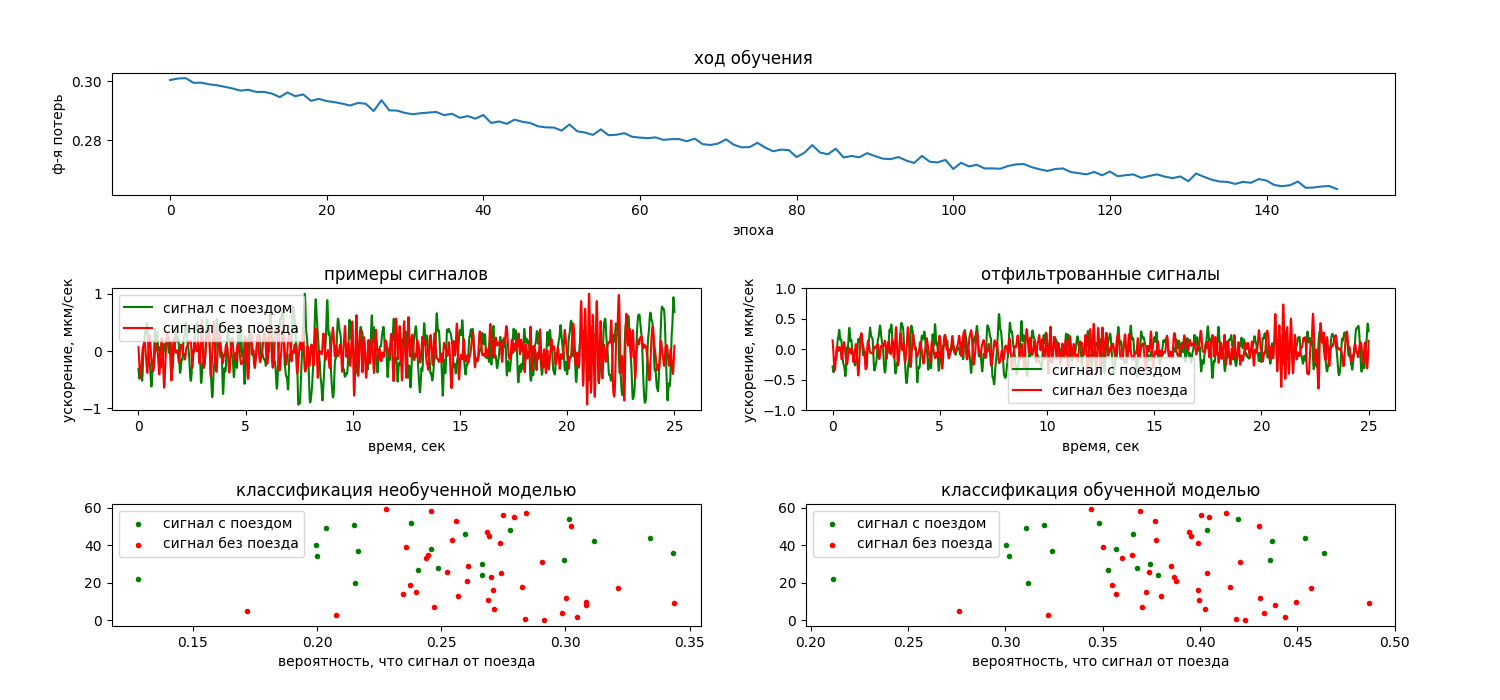 ход обучения
ф-я потерь
0.30
0.28
0 20 40 60 80 100 120 140
эпоха
примеры сигналов
ускорение, мкм/сек
1
0
−1
сигнал с поездом
сигнал без поезда
0 5 10 15 20 25
время, сек
отфильтрованные сигналы
ускорение, мкм/сек
1.0
0.5
0.0
−0.5
−1.0
сигнал с поездом
сигнал без поезда
0 5 10 15 20 25
время, сек
классификация необученной моделью
60
40
20
0
сигнал с поездом
сигнал без поезда
0.15 0.20 0.25 0.30 0.35
вероятность, что сигнал от поезда
классификация обученной моделью
60
40
20
0
сигнал с поездом
сигнал без поезда
0.20 0.25 0.30 0.35 0.40 0.45 0.50
вероятность, что сигнал от поезда